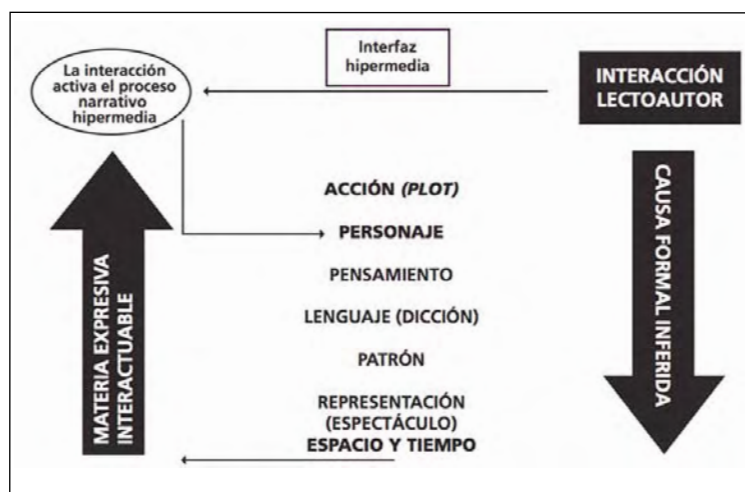 Interfaz
hipermedia
La interacción
activa el proceso
narrativo
hipermedia
INTERACCIÓN
LECTOAUTOR
ACCIÓN (PLOT)
PERSONAJE
PENSAMIENTO
LENGUAJE (DICCIÓN)
PATRÓN
REPRESENTACIÓN
(ESPECTÁCULO)
ESPACIO Y TIEMPO
MATERIA EXPRESIVA
INTERACTUABLE
CAUSA FORMAL INFERIDA